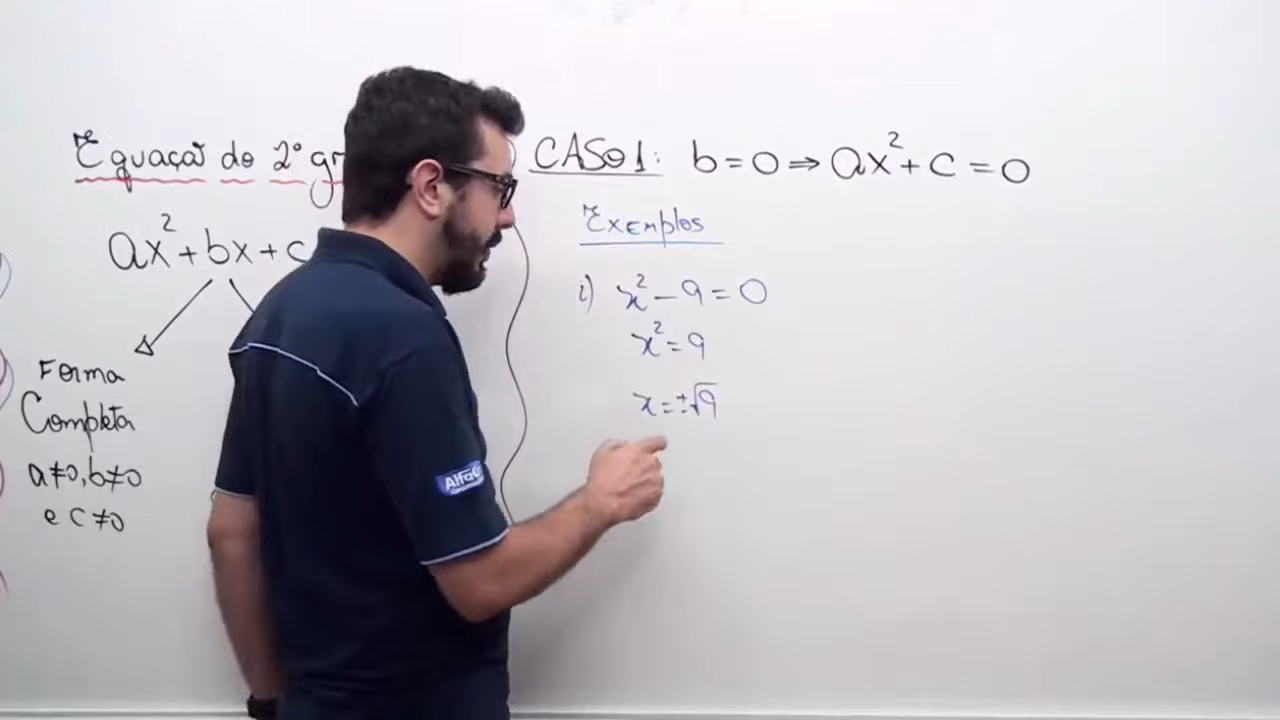 Equação do 2º gr
ax² + bx + c
Forma
Completa
a≠0, b≠0
e c≠0
CASO 1: b = 0 ⇒ ax² + c = 0
Exemplos
i) x² - 9 = 0
x² = 9
x = ±√9
Alfa